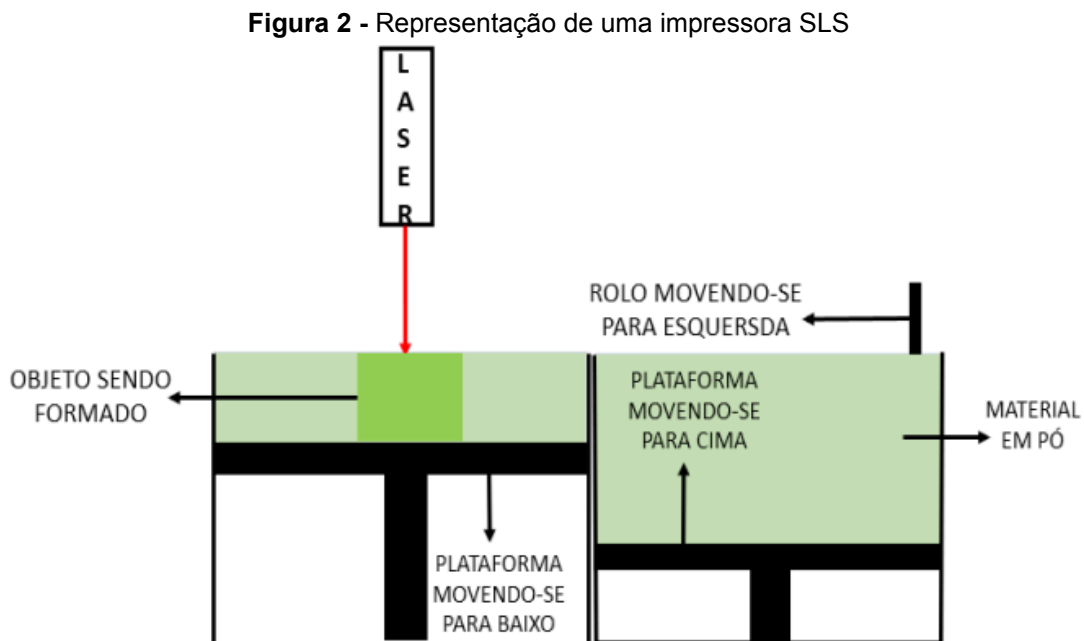 Figura 2 - Representação de uma impressora SLS
L
A
S
E
R
ROLO MOVENDO-SE
PARA ESQUERSDA
OBJETO SENDO
FORMADO
PLATAFORMA
MOVENDO-SE
PARA CIMA
MATERIAL
EM PÓ
PLATAFORMA
MOVENDO-SE
PARA BAIXO